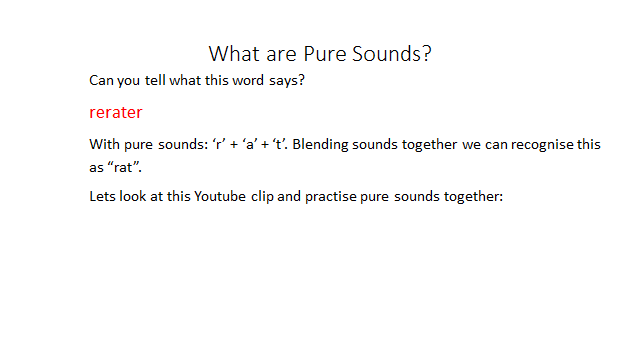 What are Pure Sounds?
Can you tell what this word says?
rerater
With pure sounds: ‘r’ + ‘a’ + ‘t’. Blending sounds together we can recognise this
as “rat”.
Lets look at this Youtube clip and practise pure sounds together: